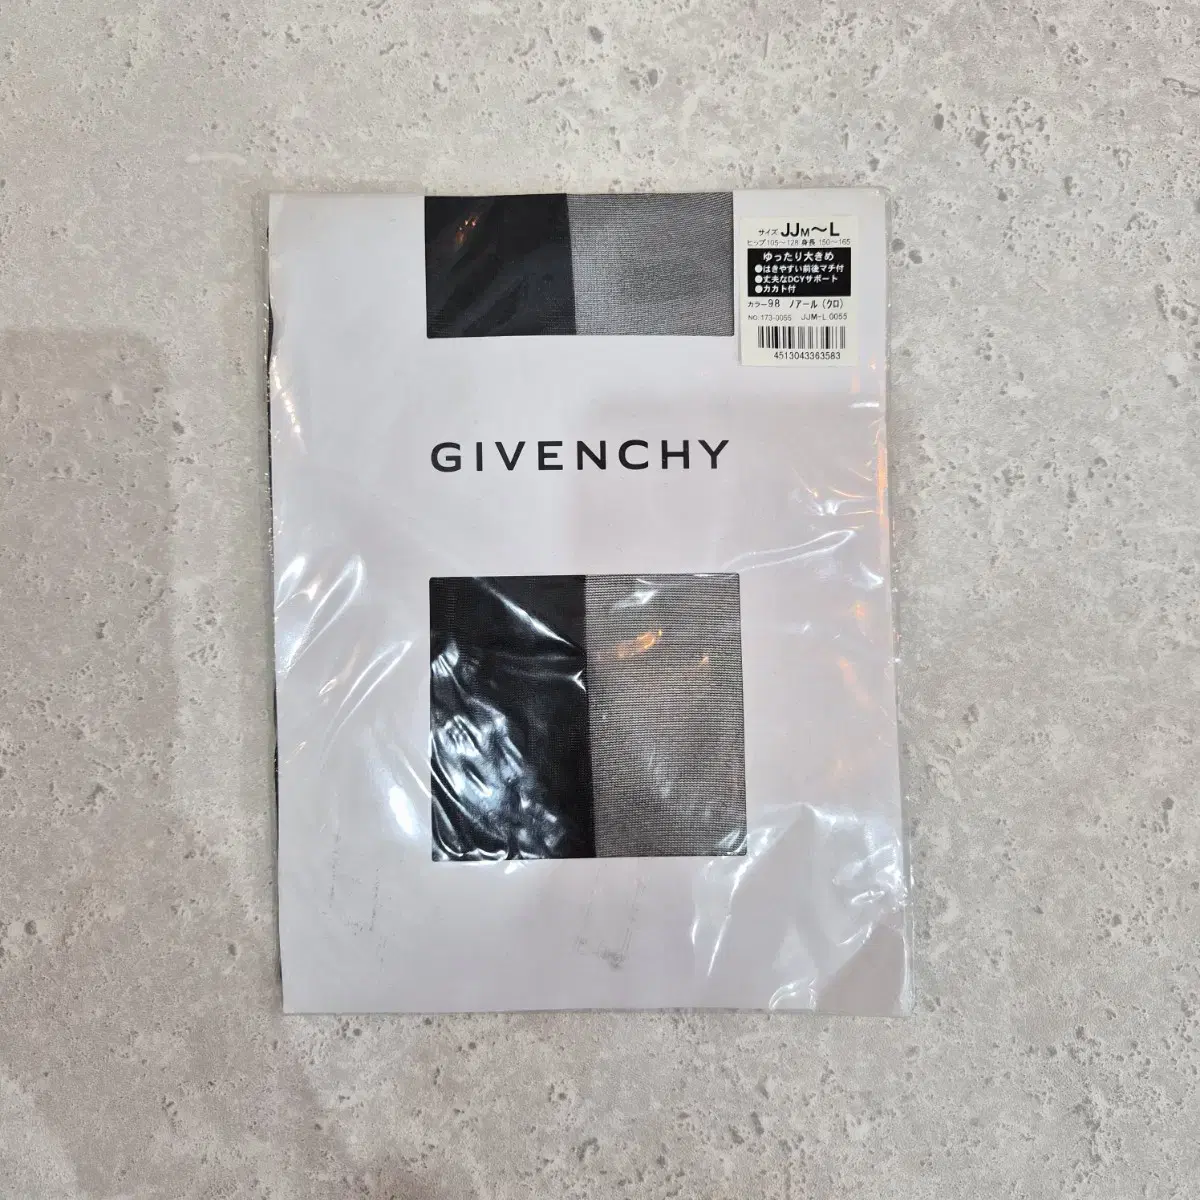 サイズ JJM〜L
ヒップ105〜128 身長 150〜165
ゆったり大きめ
●はきやすい前後マチ付
●丈夫なDCYサポート
●カカト付
カラー98 ノアール(クロ)
NO.173-0055 JJM-L 0055
4513043363583
GIVENCHY